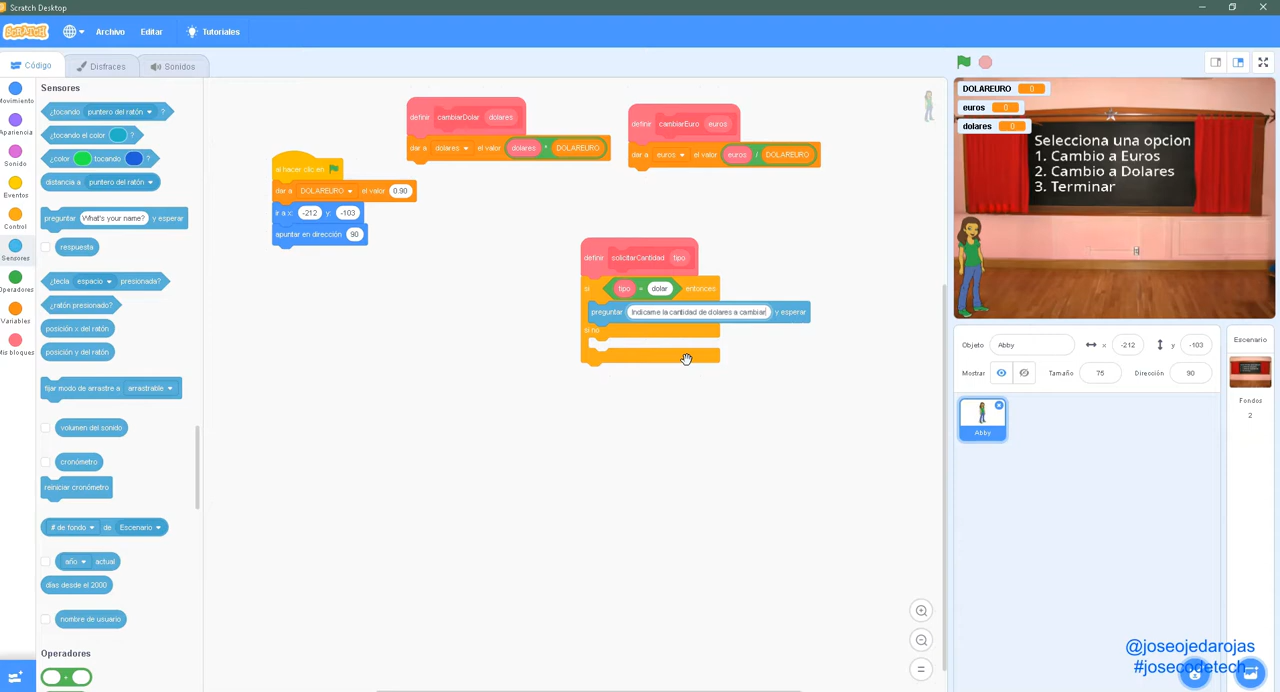 Scratch Desktop
SCRATCH Archivo Editar Tutoriales
Código Disfraces Sonidos
Movimiento
Apariencia
Sonido
Eventos
Control
Sensores
Operadores
Variables
Mis bloques
Sensores
¿tocando puntero del ratón ?
¿tocando el color ?
¿color tocando ?
distancia a puntero del ratón
preguntar What's your name? y esperar
respuesta
¿tecla espacio presionada?
¿ratón presionado?
posición x del ratón
posición y del ratón
fijar modo de arrastre a arrastrable
volumen del sonido
cronómetro
reiniciar cronómetro
# de fondo de Escenario
año actual
días desde el 2000
nombre de usuario
Operadores
+
al hacer clic en
dar a DOLAREURO el valor 0.90
ir a x: -212 y: -103
apuntar en dirección 90
definir cambiarDolar dolares
dar a dolares el valor dolares * DOLAREURO
definir cambiarEuro euros
dar a euros el valor euros / DOLAREURO
definir solicitarCantidad tipo
si tipo = dolar entonces
preguntar Indicame la cantidad de dolares a cambiar y esperar
si no
DOLAREURO 0
euros 0
dolares 0
Selecciona una opcion
1. Cambio a Euros
2. Cambio a Dolares
3. Terminar
Objeto Abby x -212 y -103
Mostrar Tamaño 75 Dirección 90
Abby
Escenario
Fondos
2
@joseojedarojas
#josecodetech